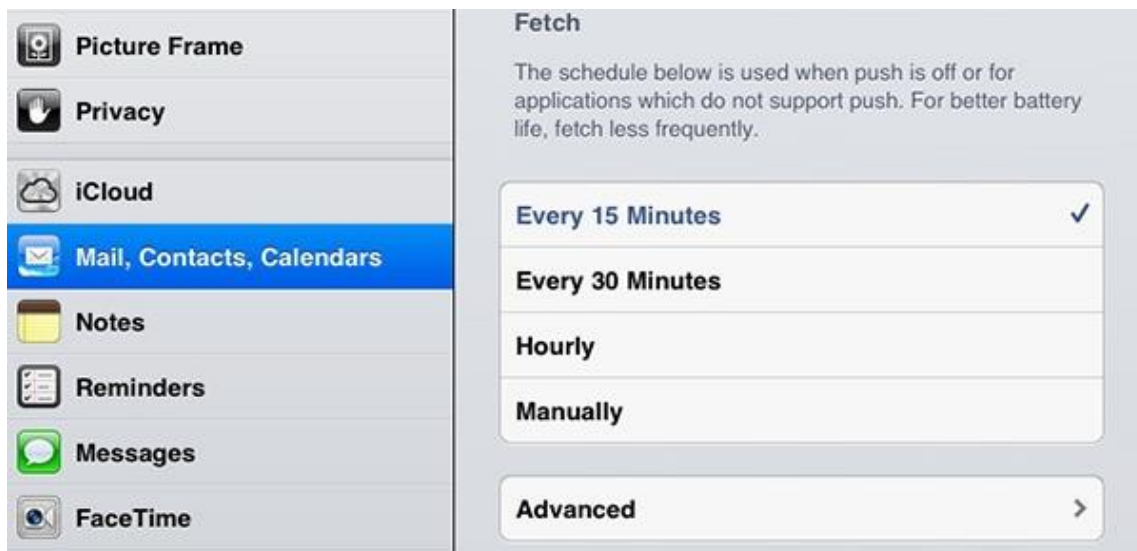 Picture Frame
Privacy
iCloud
Mail, Contacts, Calendars
Notes
Reminders
Messages
FaceTime
Fetch
The schedule below is used when push is off or for
applications which do not support push. For better battery
life, fetch less frequently.
Every 15 Minutes
Every 30 Minutes
Hourly
Manually
Advanced